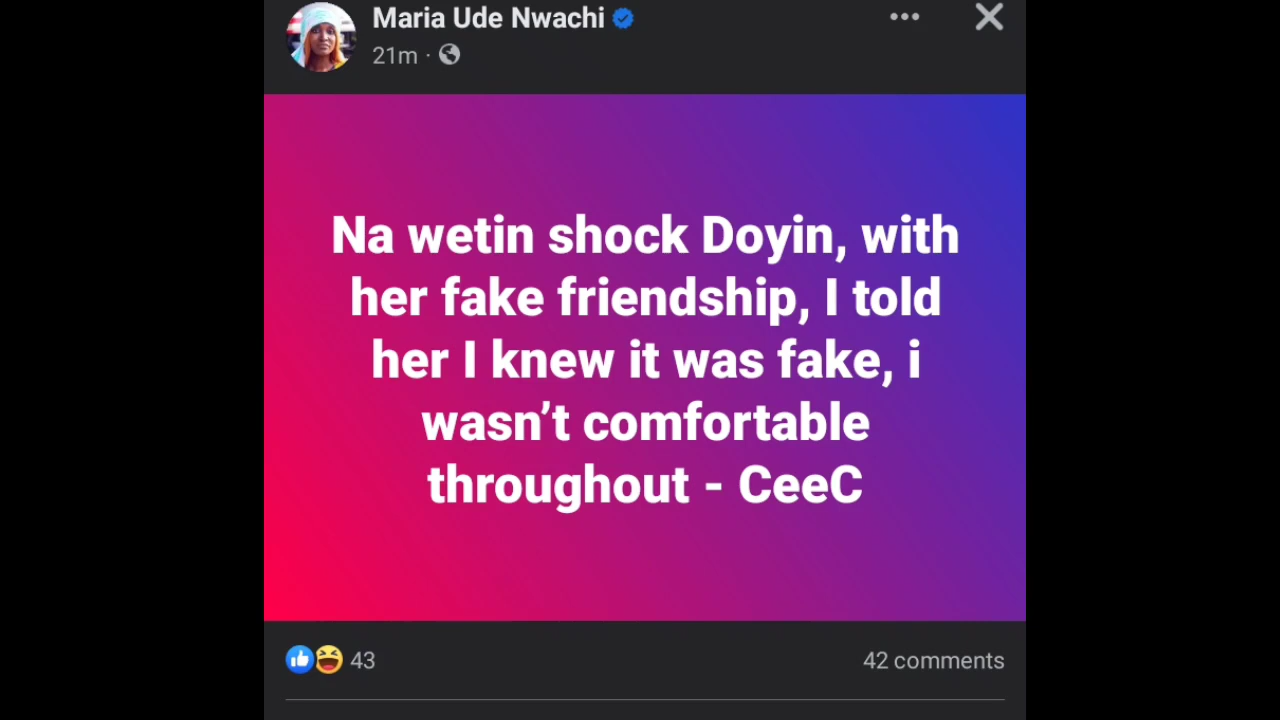 Maria Ude Nwachi
21m ·
Na wetin shock Doyin, with
her fake friendship, I told
her I knew it was fake, i
wasn’t comfortable
throughout - CeeC
43
42 comments